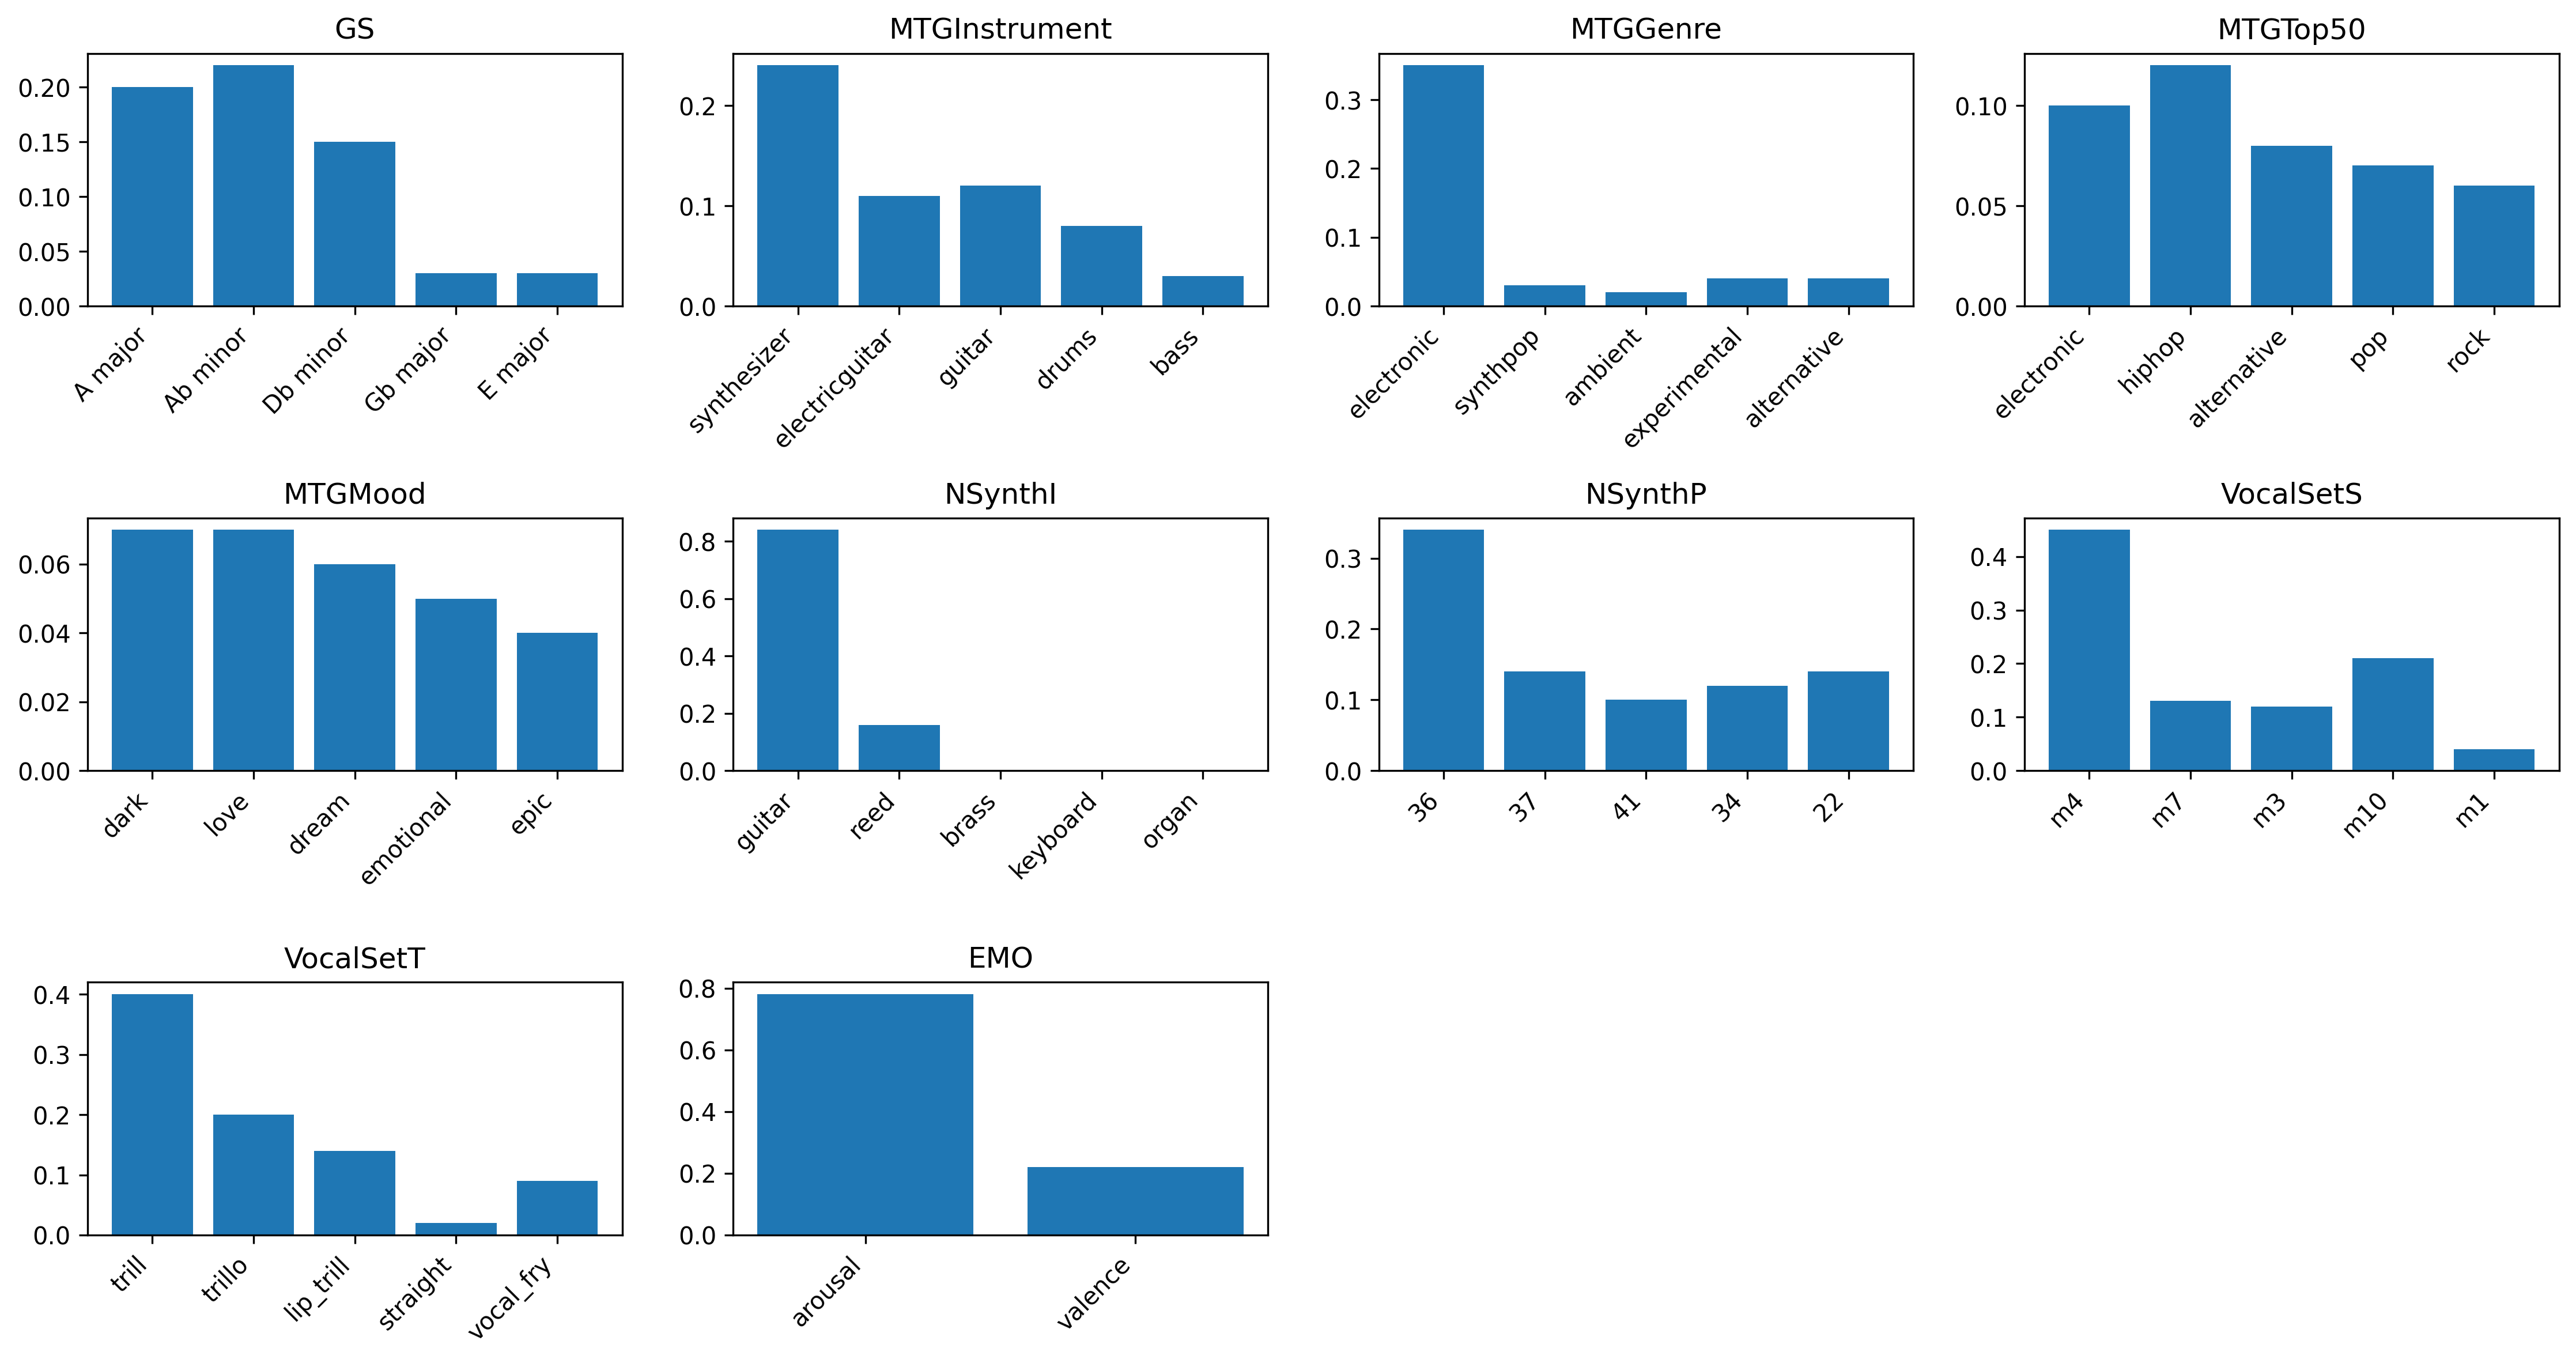 GS
0.20
0.15
0.10
0.05
0.00
A major
Ab minor
Db minor
Gb major
E major
MTGInstrument
0.2
0.1
0.0
synthesizer
electricguitar
guitar
drums
bass
MTGGenre
0.3
0.2
0.1
0.0
electronic
synthpop
ambient
experimental
alternative
MTGTop50
0.10
0.05
0.00
electronic
hiphop
alternative
pop
rock
MTGMood
0.06
0.04
0.02
0.00
dark
love
dream
emotional
epic
NSynthI
0.8
0.6
0.4
0.2
0.0
guitar
reed
brass
keyboard
organ
NSynthP
0.3
0.2
0.1
0.0
36
37
41
34
22
VocalSetS
0.4
0.3
0.2
0.1
0.0
m4
m7
m3
m10
m1
VocalSetT
0.4
0.3
0.2
0.1
0.0
trill
trillo
lip_trill
straight
vocal_fry
EMO
0.8
0.6
0.4
0.2
0.0
arousal
valence